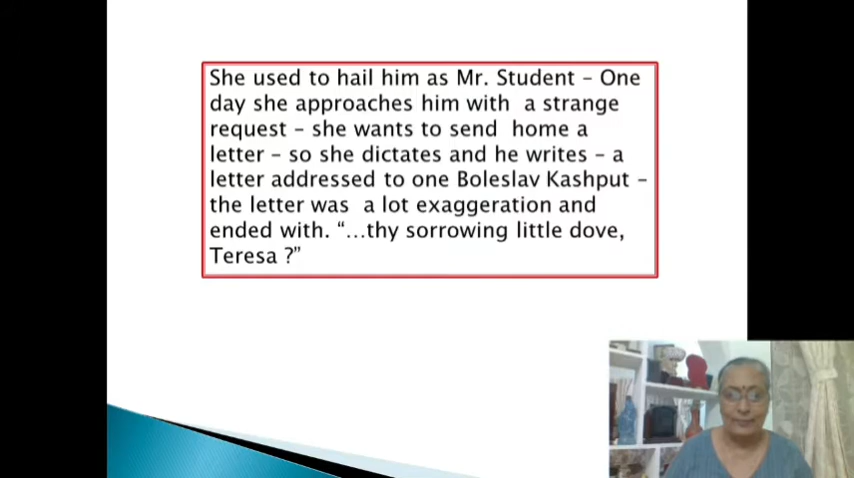 She used to hail him as Mr. Student – One
day she approaches him with a strange
request – she wants to send home a
letter – so she dictates and he writes – a
letter addressed to one Boleslav Kashput –
the letter was a lot exaggeration and
ended with. “...thy sorrowing little dove,
Teresa ?”